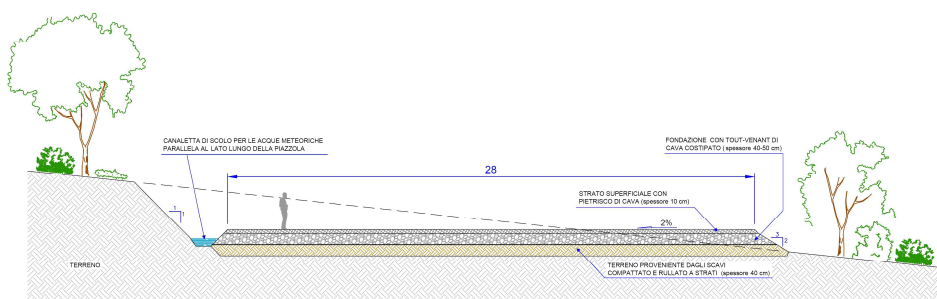 CANALETTA DI SCOLO PER LE ACQUE METEORICHE
PARALLELA AL LATO LUNGO DELLA PIAZZOLA
FONDAZIONE CON TOUT-VENANT DI
CAVA COSTIPATO (spessore 40-50 cm)
28
STRATO SUPERFICIALE CON
PIETRISCO DI CAVA (spessore 10 cm)
1
1
2%
3
2
TERRENO
TERRENO PROVENIENTE DAGLI SCAVI
COMPATTATO E RULLATO A STRATI (spessore 40 cm)